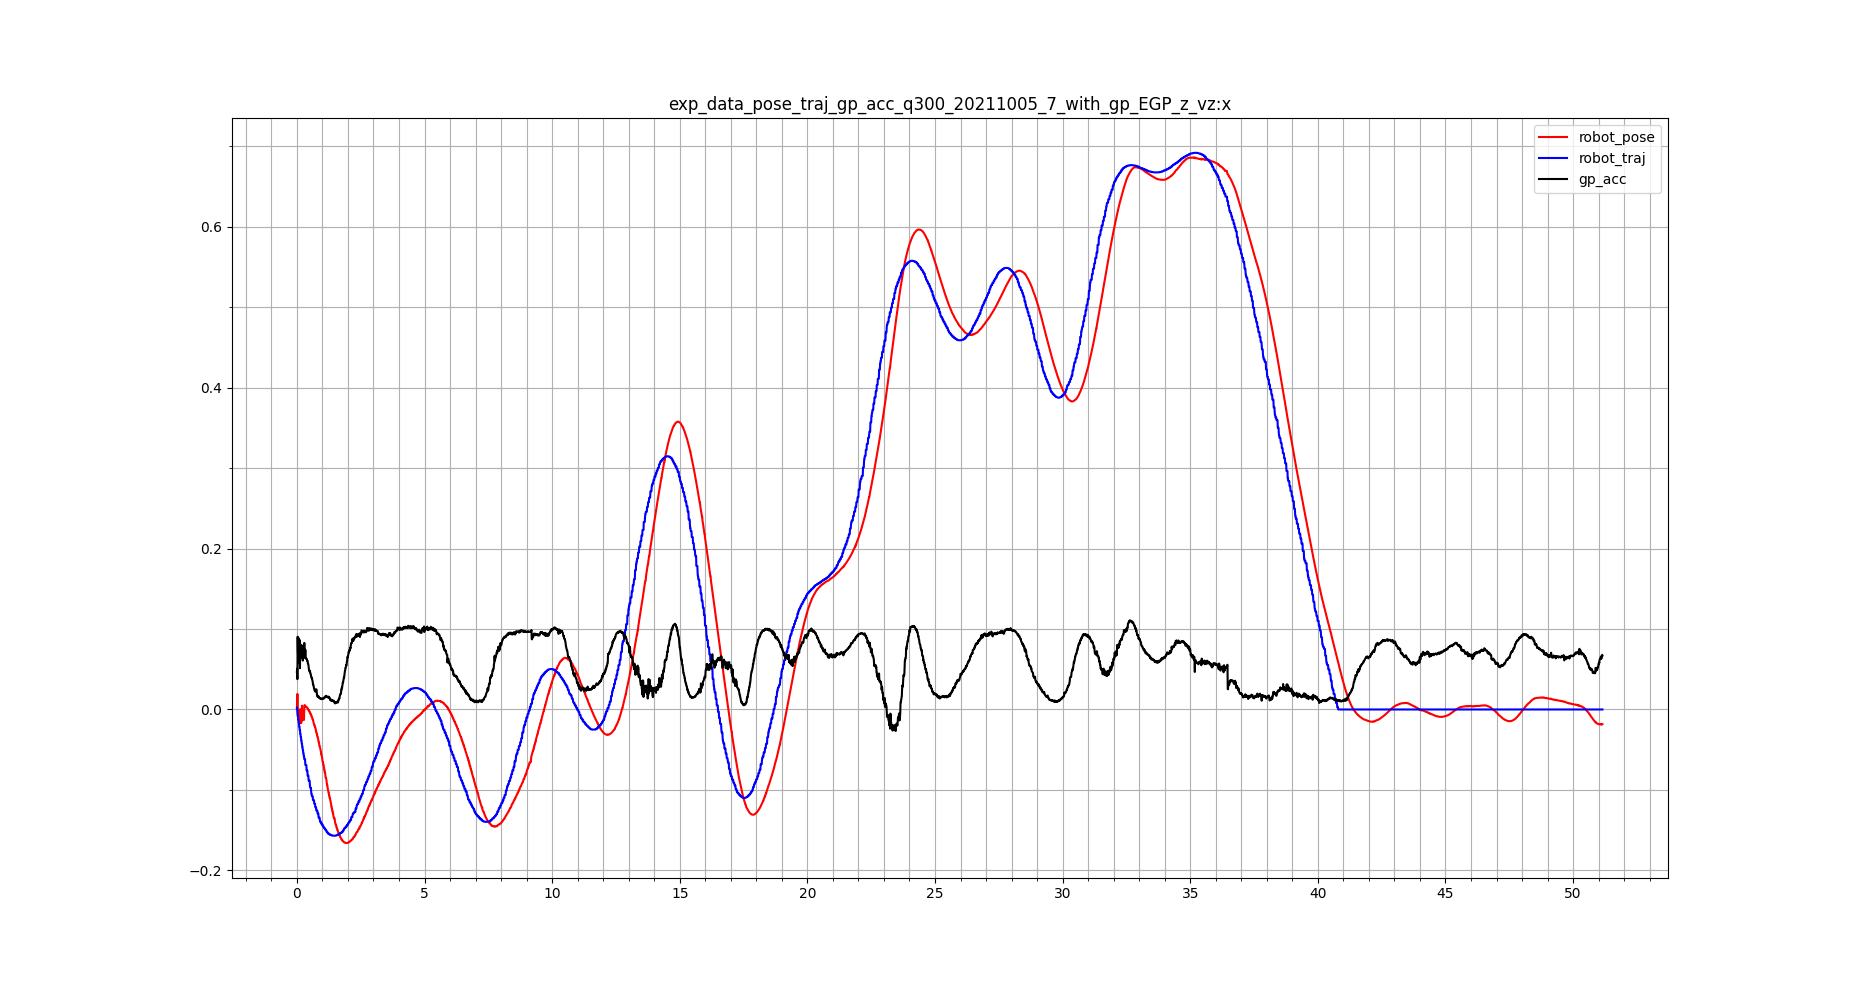 exp_data_pose_traj_gp_acc_q300_20211005_7_with_gp_EGP_z_vz:x
robot_pose
robot_traj
gp_acc
0.6
0.4
0.2
0.0
−0.2
0 5 10 15 20 25 30 35 40 45 50